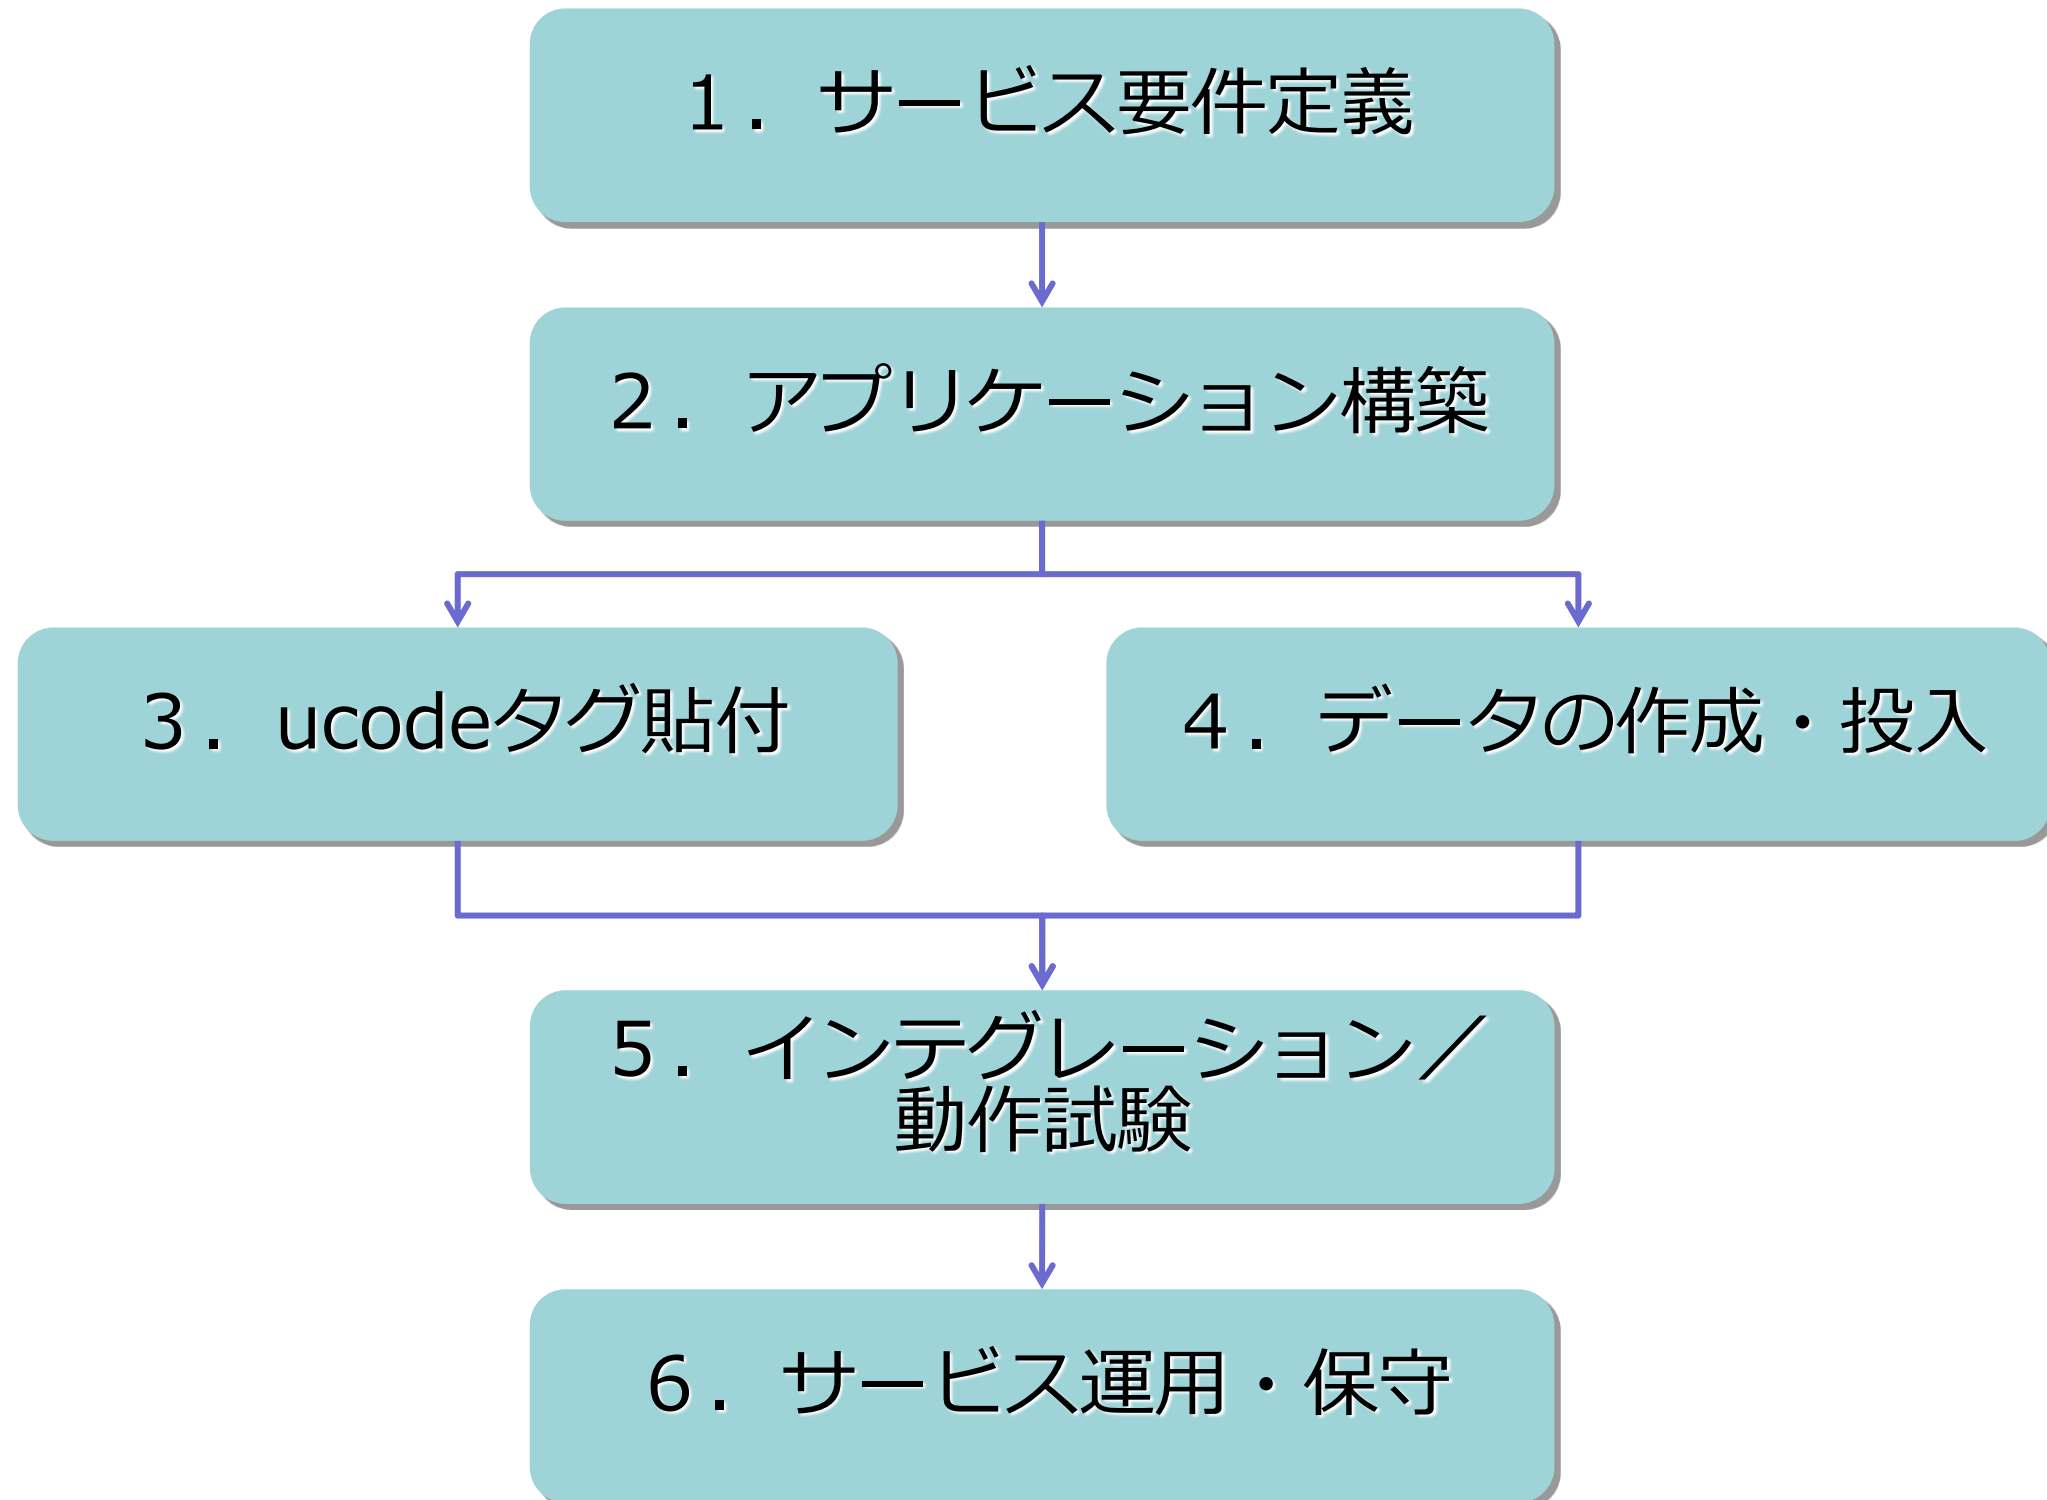 １．サービス要件定義
２．アプリケーション構築
３．ucodeタグ貼付
４．データの作成・投入
５．インテグレーション／
動作試験
６．サービス運用・保守